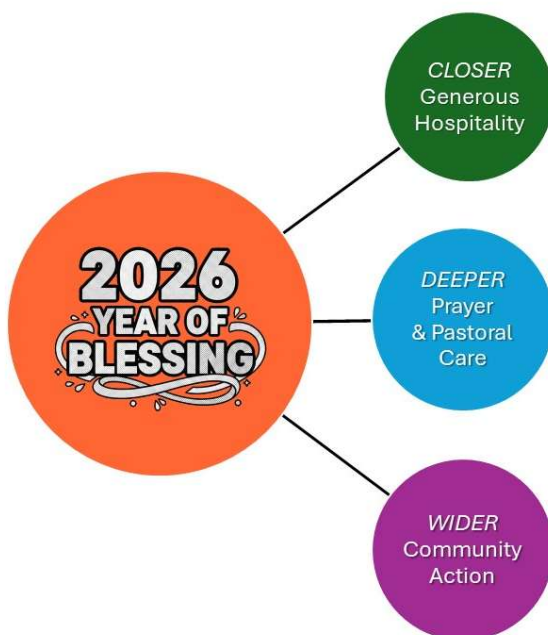 2026
YEAR OF
BLESSING
CLOSER
Generous
Hospitality
DEEPER
Prayer
& Pastoral
Care
WIDER
Community
Action